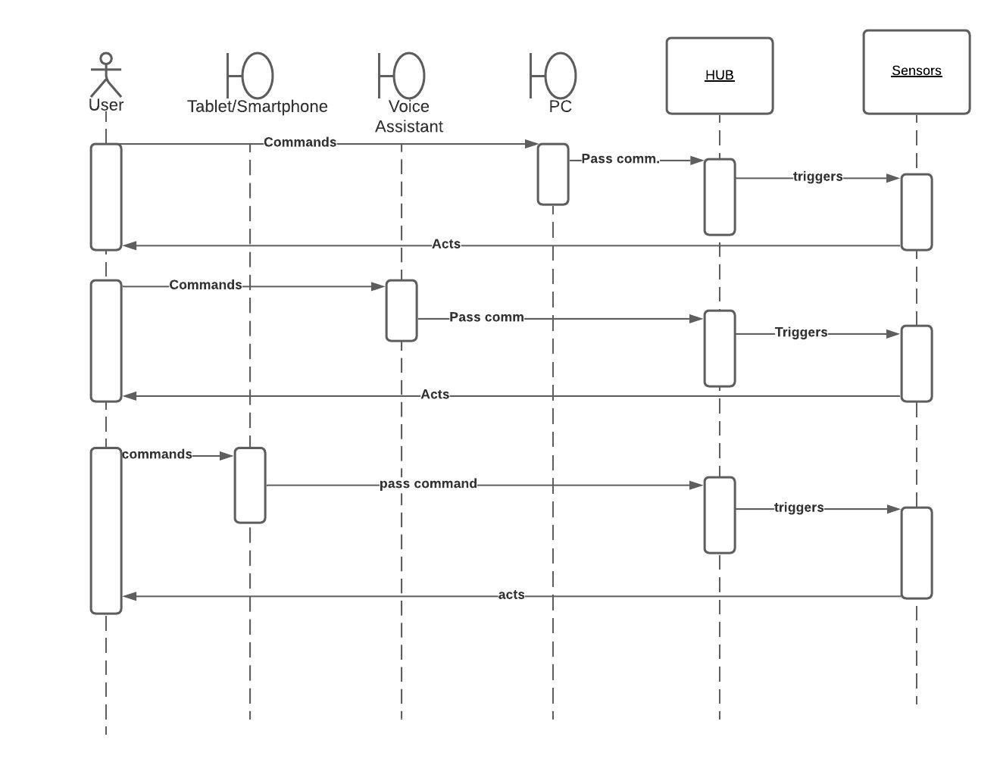 HUB
Sensors
User
Tablet/Smartphone
Voice
Assistant
PC
Commands
Pass comm.
triggers
Acts
Commands
Pass comm
Triggers
Acts
commands
pass command
triggers
acts